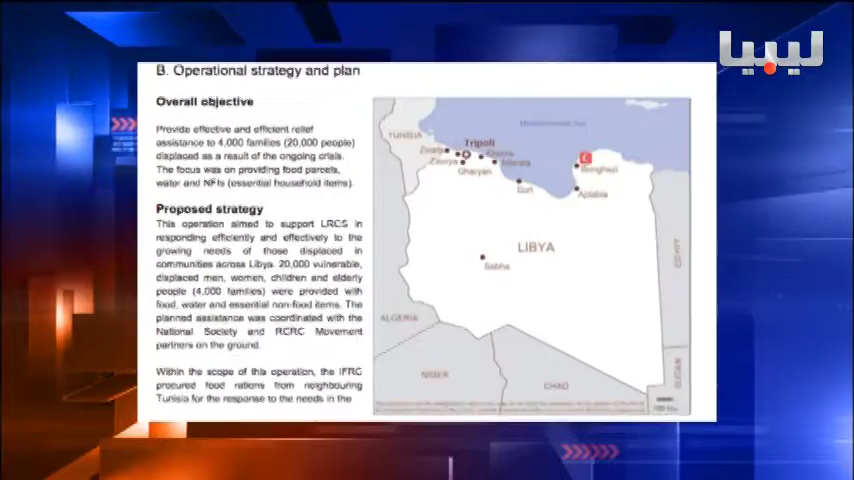 ليبيا
B. Operational strategy and plan
Overall objective
Provide effective and efficient relief
assistance to 4,000 families (20,000 people)
displaced as a result of the ongoing crisis.
The focus was on providing food parcels,
water and NFIs (essential household items).
Proposed strategy
This operation aimed to support LRCS in
responding efficiently and effectively to the
growing needs of those displaced in
communities across Libya. 20,000 vulnerable,
displaced men, women, children and elderly
people (4,000 families) were provided with
food, water and essential non-food items. The
planned assistance was coordinated with the
National Society and RCRC Movement
partners on the ground.
Within the scope of this operation, the IFRC
procured food rations from neighbouring
Tunisia for the response to the needs in the
Mediterranean Sea
TUNISIA
Tripoli
Zawiya
Gharyan
Misrata
Benghazi
Surt
Ajdabia
LIBYA
Sabha
EGYPT
ALGERIA
NIGER
CHAD
SUDAN